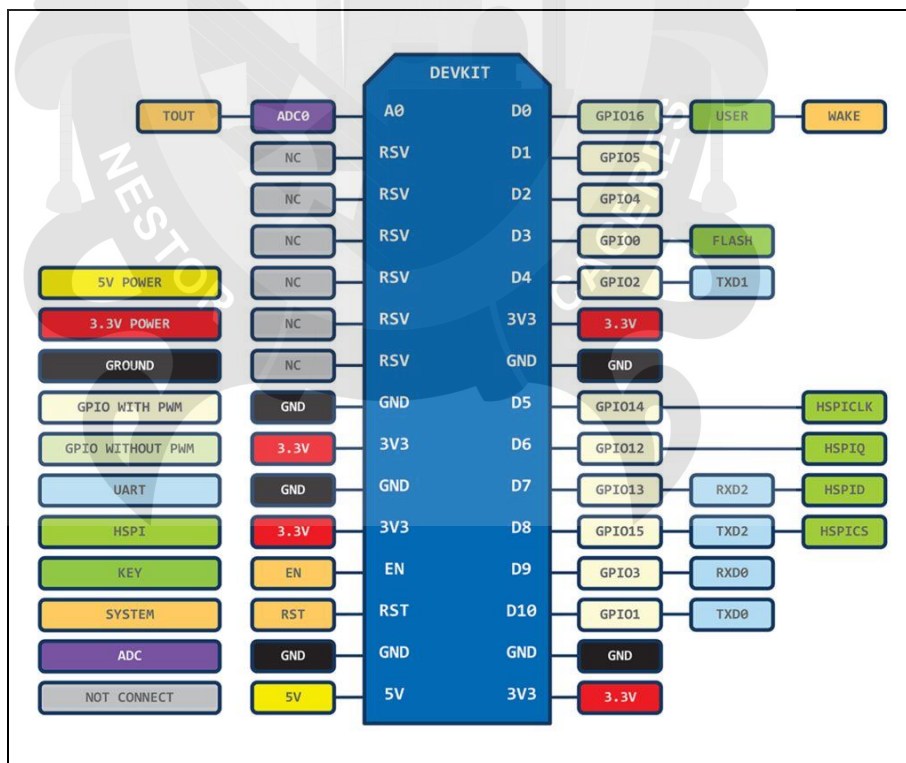 DEVKIT
TOUT ADC0 A0 D0 GPIO16 USER WAKE
NC RSV D1 GPIO5
NC RSV D2 GPIO4
NC RSV D3 GPIO0 FLASH
5V POWER NC RSV D4 GPIO2 TXD1
3.3V POWER NC RSV 3V3 3.3V
GROUND NC RSV GND GND
GPIO WITH PWM GND GND D5 GPIO14 HSPICLK
GPIO WITHOUT PWM 3.3V 3V3 D6 GPIO12 HSPIQ
UART GND GND D7 GPIO13 RXD2 HSPID
HSPI 3.3V 3V3 D8 GPIO15 TXD2 HSPICS
KEY EN EN D9 GPIO3 RXD0
SYSTEM RST RST D10 GPIO1 TXD0
ADC GND GND GND GND
NOT CONNECT 5V 5V 3V3 3.3V
NESTOR CACERES